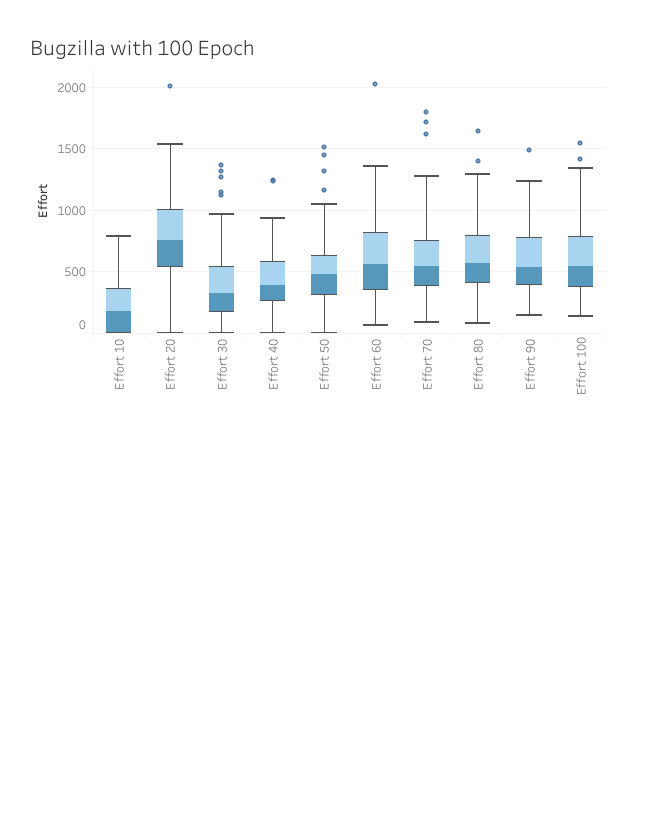 Bugzilla with 100 Epoch
2000
1500
1000
500
0
Effort
Effort 10
Effort 20
Effort 30
Effort 40
Effort 50
Effort 60
Effort 70
Effort 80
Effort 90
Effort 100